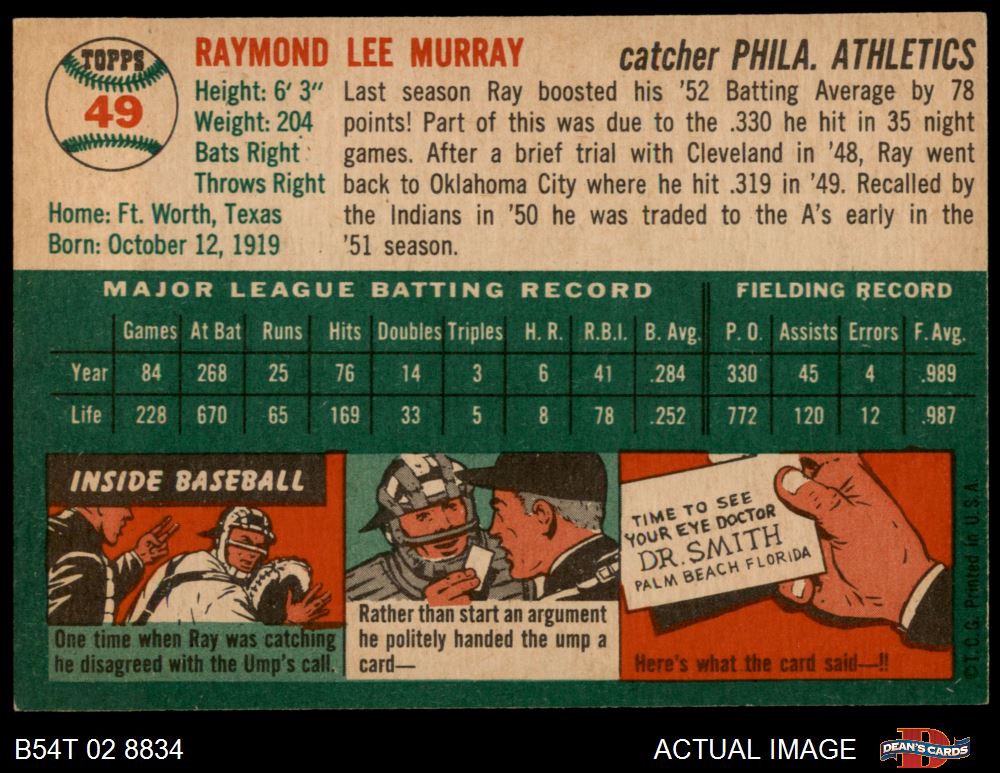 TOPPS
49
RAYMOND LEE MURRAY
catcher PHILA. ATHLETICS
Height: 6' 3"
Weight: 204
Bats Right
Throws Right
Home: Ft. Worth, Texas
Born: October 12, 1919
Last season Ray boosted his '52 Batting Average by 78
points! Part of this was due to the .330 he hit in 35 night
games. After a brief trial with Cleveland in '48, Ray went
back to Oklahoma City where he hit .319 in '49. Recalled by
the Indians in '50 he was traded to the A's early in the
'51 season.
MAJOR LEAGUE BATTING RECORD FIELDING RECORD
Games At Bat Runs Hits Doubles Triples H. R. R.B.I. B. Avg. P. O. Assists Errors F. Avg.
Year 84 268 25 76 14 3 6 41 .284 330 45 4 .989
Life 228 670 65 169 33 5 8 78 .252 772 120 12 .987
INSIDE BASEBALL
One time when Ray was catching
he disagreed with the Ump's call.
Rather than start an argument
he politely handed the ump a
card—
TIME TO SEE
YOUR EYE DOCTOR
DR. SMITH
PALM BEACH FLORIDA
Here's what the card said—!!
© T. C. G. Printed in U.S.A.
B54T 02 8834
ACTUAL IMAGE
D
DEAN'S CARDS